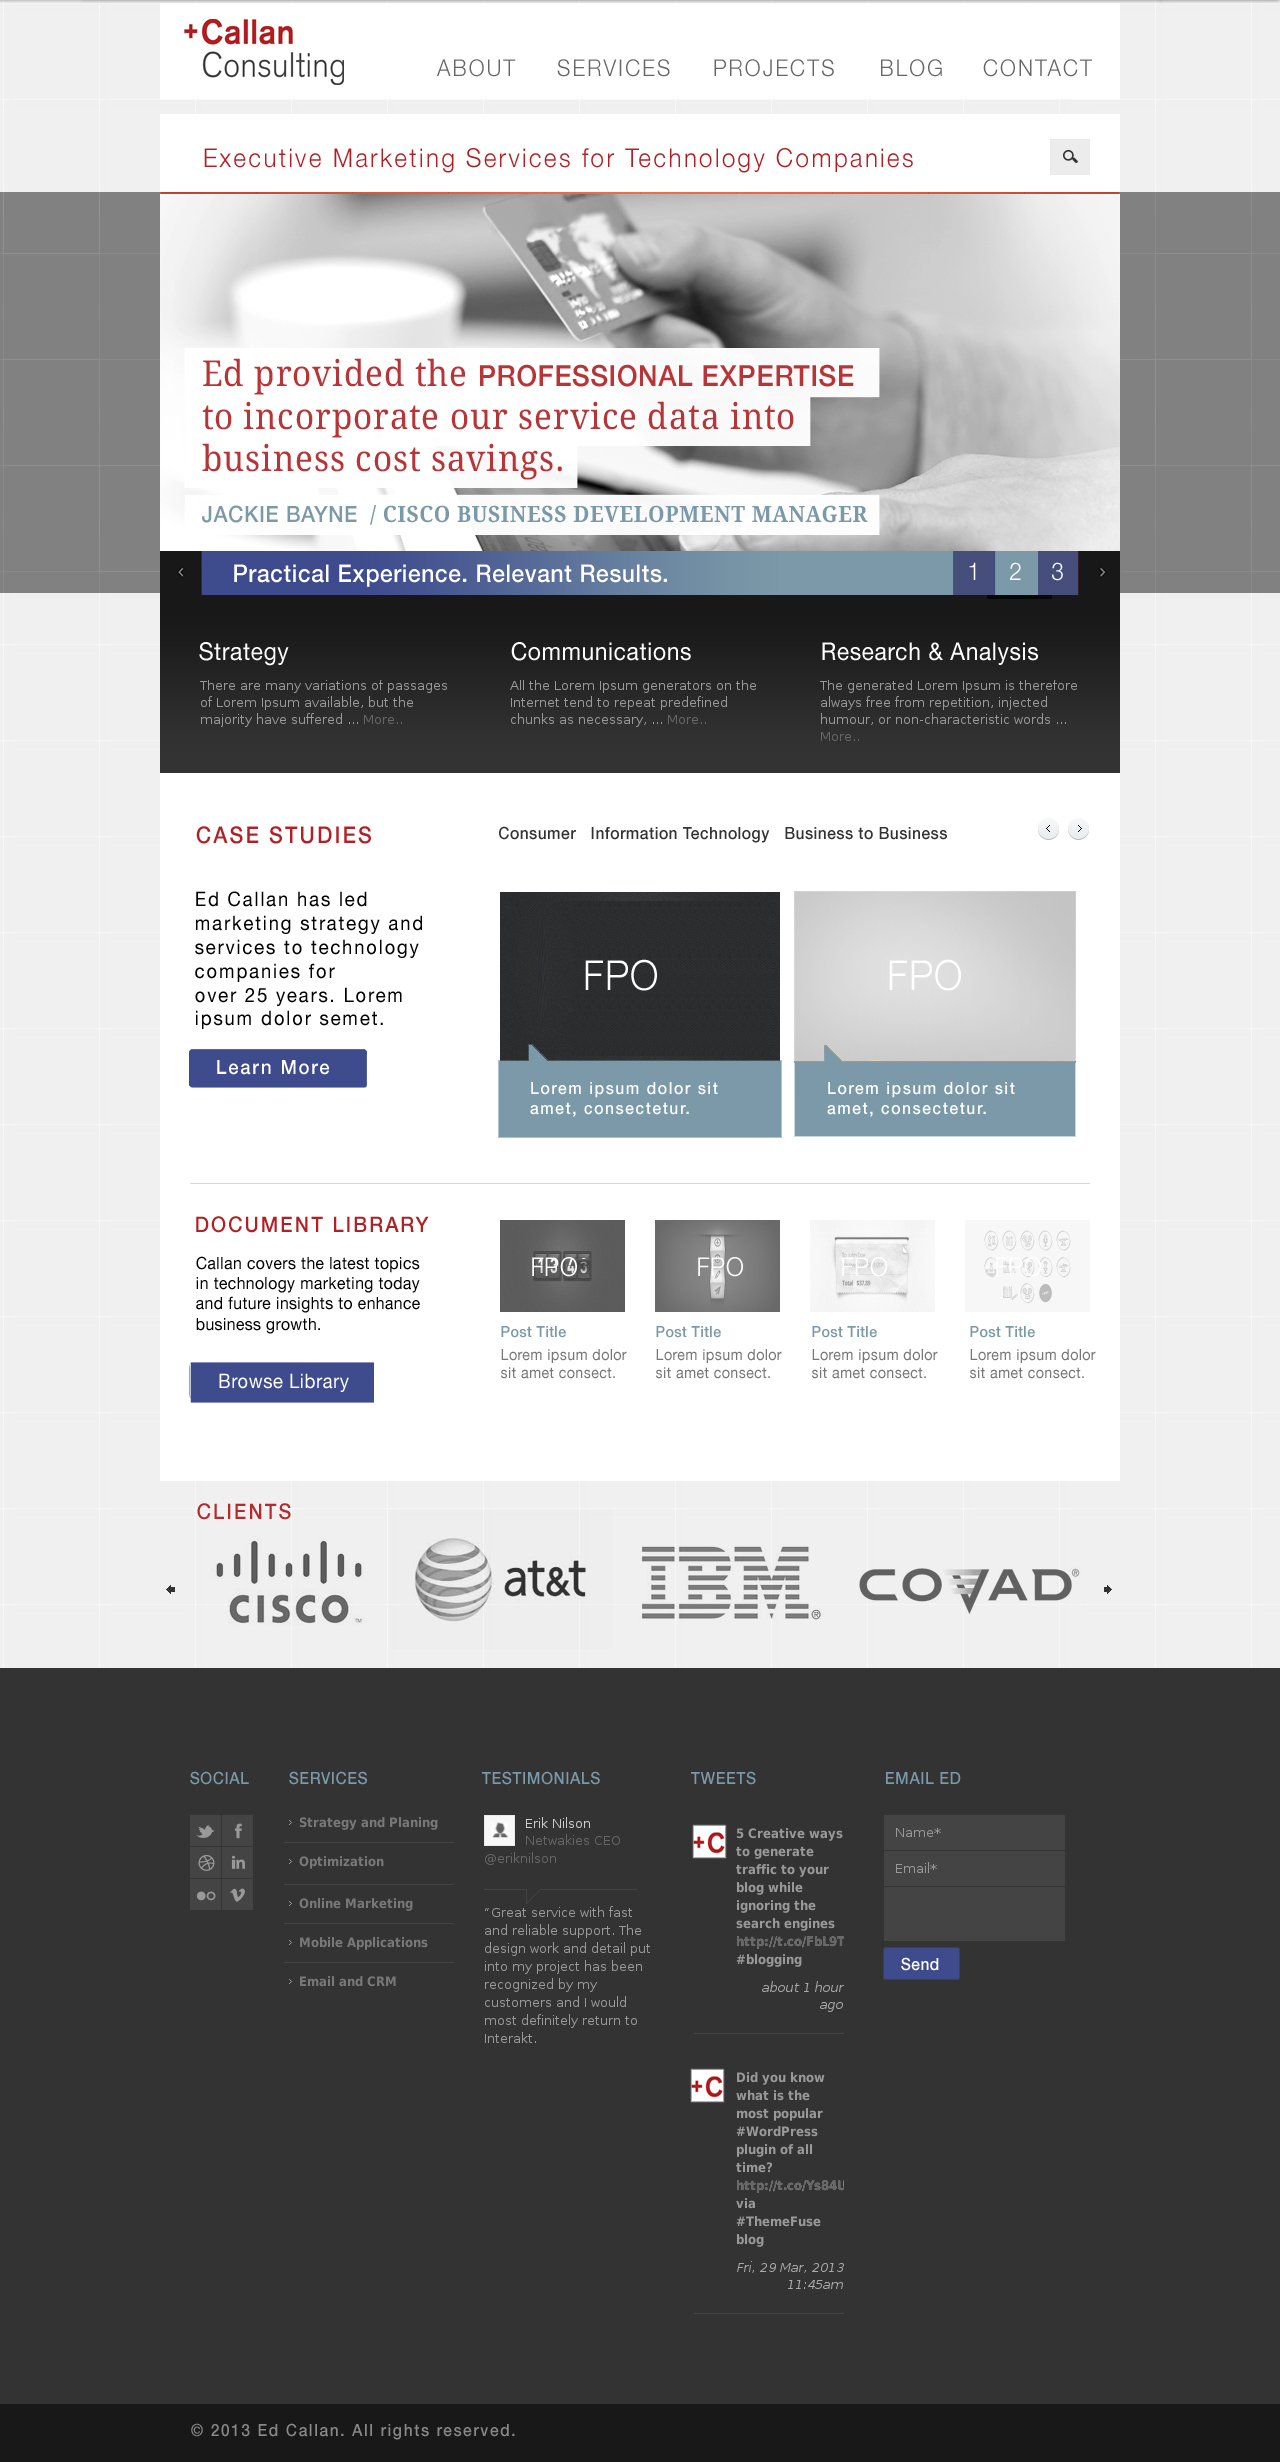 +Callan
Consulting
ABOUT SERVICES PROJECTS BLOG CONTACT
Executive Marketing Services for Technology Companies
Ed provided the PROFESSIONAL EXPERTISE
to incorporate our service data into
business cost savings.
JACKIE BAYNE / CISCO BUSINESS DEVELOPMENT MANAGER
Practical Experience. Relevant Results.
1 2 3
Strategy
There are many variations of passages
of Lorem Ipsum available, but the
majority have suffered ... More..
Communications
All the Lorem Ipsum generators on the
Internet tend to repeat predefined
chunks as necessary, ... More..
Research & Analysis
The generated Lorem Ipsum is therefore
always free from repetition, injected
humour, or non-characteristic words ...
More..
CASE STUDIES
Consumer Information Technology Business to Business
Ed Callan has led
marketing strategy and
services to technology
companies for
over 25 years. Lorem
ipsum dolor semet.
Learn More
FPO
Lorem ipsum dolor sit
amet, consectetur.
FPO
Lorem ipsum dolor sit
amet, consectetur.
DOCUMENT LIBRARY
Callan covers the latest topics
in technology marketing today
and future insights to enhance
business growth.
Browse Library
FPO
Post Title
Lorem ipsum dolor
sit amet consect.
FPO
Post Title
Lorem ipsum dolor
sit amet consect.
FPO
Total $37.89
Post Title
Lorem ipsum dolor
sit amet consect.
Post Title
Lorem ipsum dolor
sit amet consect.
CLIENTS
CISCO™
at&t
IBM®
COVAD®
SOCIAL
SERVICES
Strategy and Planing
Optimization
Online Marketing
Mobile Applications
Email and CRM
TESTIMONIALS
Erik Nilson
Netwakies CEO
@eriknilson
“Great service with fast
and reliable support. The
design work and detail put
into my project has been
recognized by my
customers and I would
most definitely return to
Interakt.
TWEETS
+C
5 Creative ways
to generate
traffic to your
blog while
ignoring the
search engines
http://t.co/FbL9T
#blogging
about 1 hour
ago
+C
Did you know
what is the
most popular
#WordPress
plugin of all
time?
http://t.co/Ys84U
via
#ThemeFuse
blog
Fri, 29 Mar, 2013
11:45am
EMAIL ED
Name*
Email*
Send
© 2013 Ed Callan. All rights reserved.